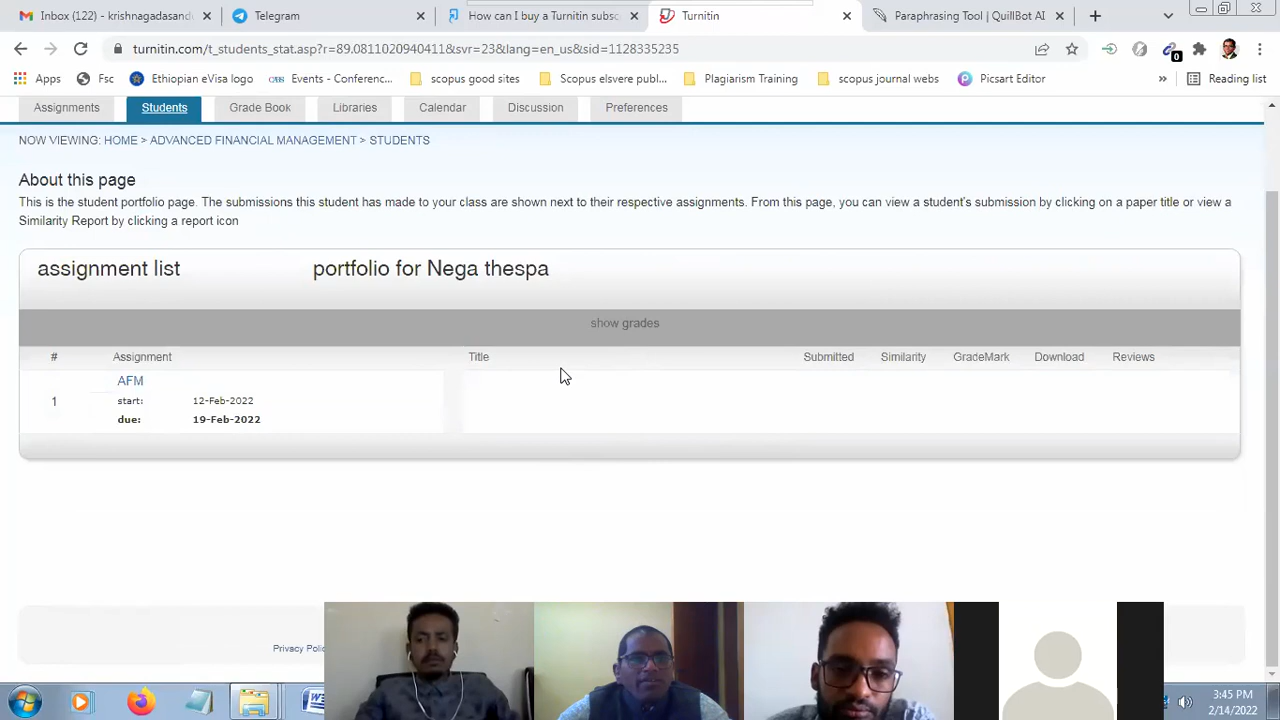 Inbox (122) - krishnagadasandv
Telegram
How can I buy a Turnitin subsc
Turnitin
Paraphrasing Tool | QuillBot AI
turnitin.com/t_students_stat.asp?r=89.0811020940411&svr=23&lang=en_us&sid=1128335235
0
Apps
Fsc
Ethiopian eVisa logo
Events - Conferenc...
scopus good sites
Scopus elsvere publ...
Plagiarism Training
scopus journal webs
Picsart Editor
»
Reading list
Assignments
Students
Grade Book
Libraries
Calendar
Discussion
Preferences
NOW VIEWING: HOME > ADVANCED FINANCIAL MANAGEMENT > STUDENTS
About this page
This is the student portfolio page. The submissions this student has made to your class are shown next to their respective assignments. From this page, you can view a student's submission by clicking on a paper title or view a
Similarity Report by clicking a report icon
assignment list
portfolio for Nega thespa
show grades
# Assignment Title Submitted Similarity GradeMark Download Reviews
AFM
1 start: 12-Feb-2022
due: 19-Feb-2022
Privacy Polic
3:45 PM
2/14/2022